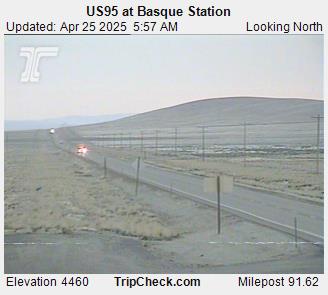 US95 at Basque Station
Updated: Apr 25 2025 5:57 AM Looking North
Elevation 4460 TripCheck.com Milepost 91.62